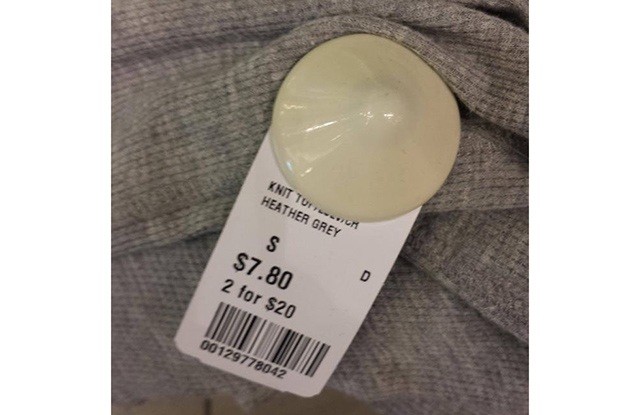 KNIT
HEATHER GREY
S
D
$7.80
2 for $20
00129778042